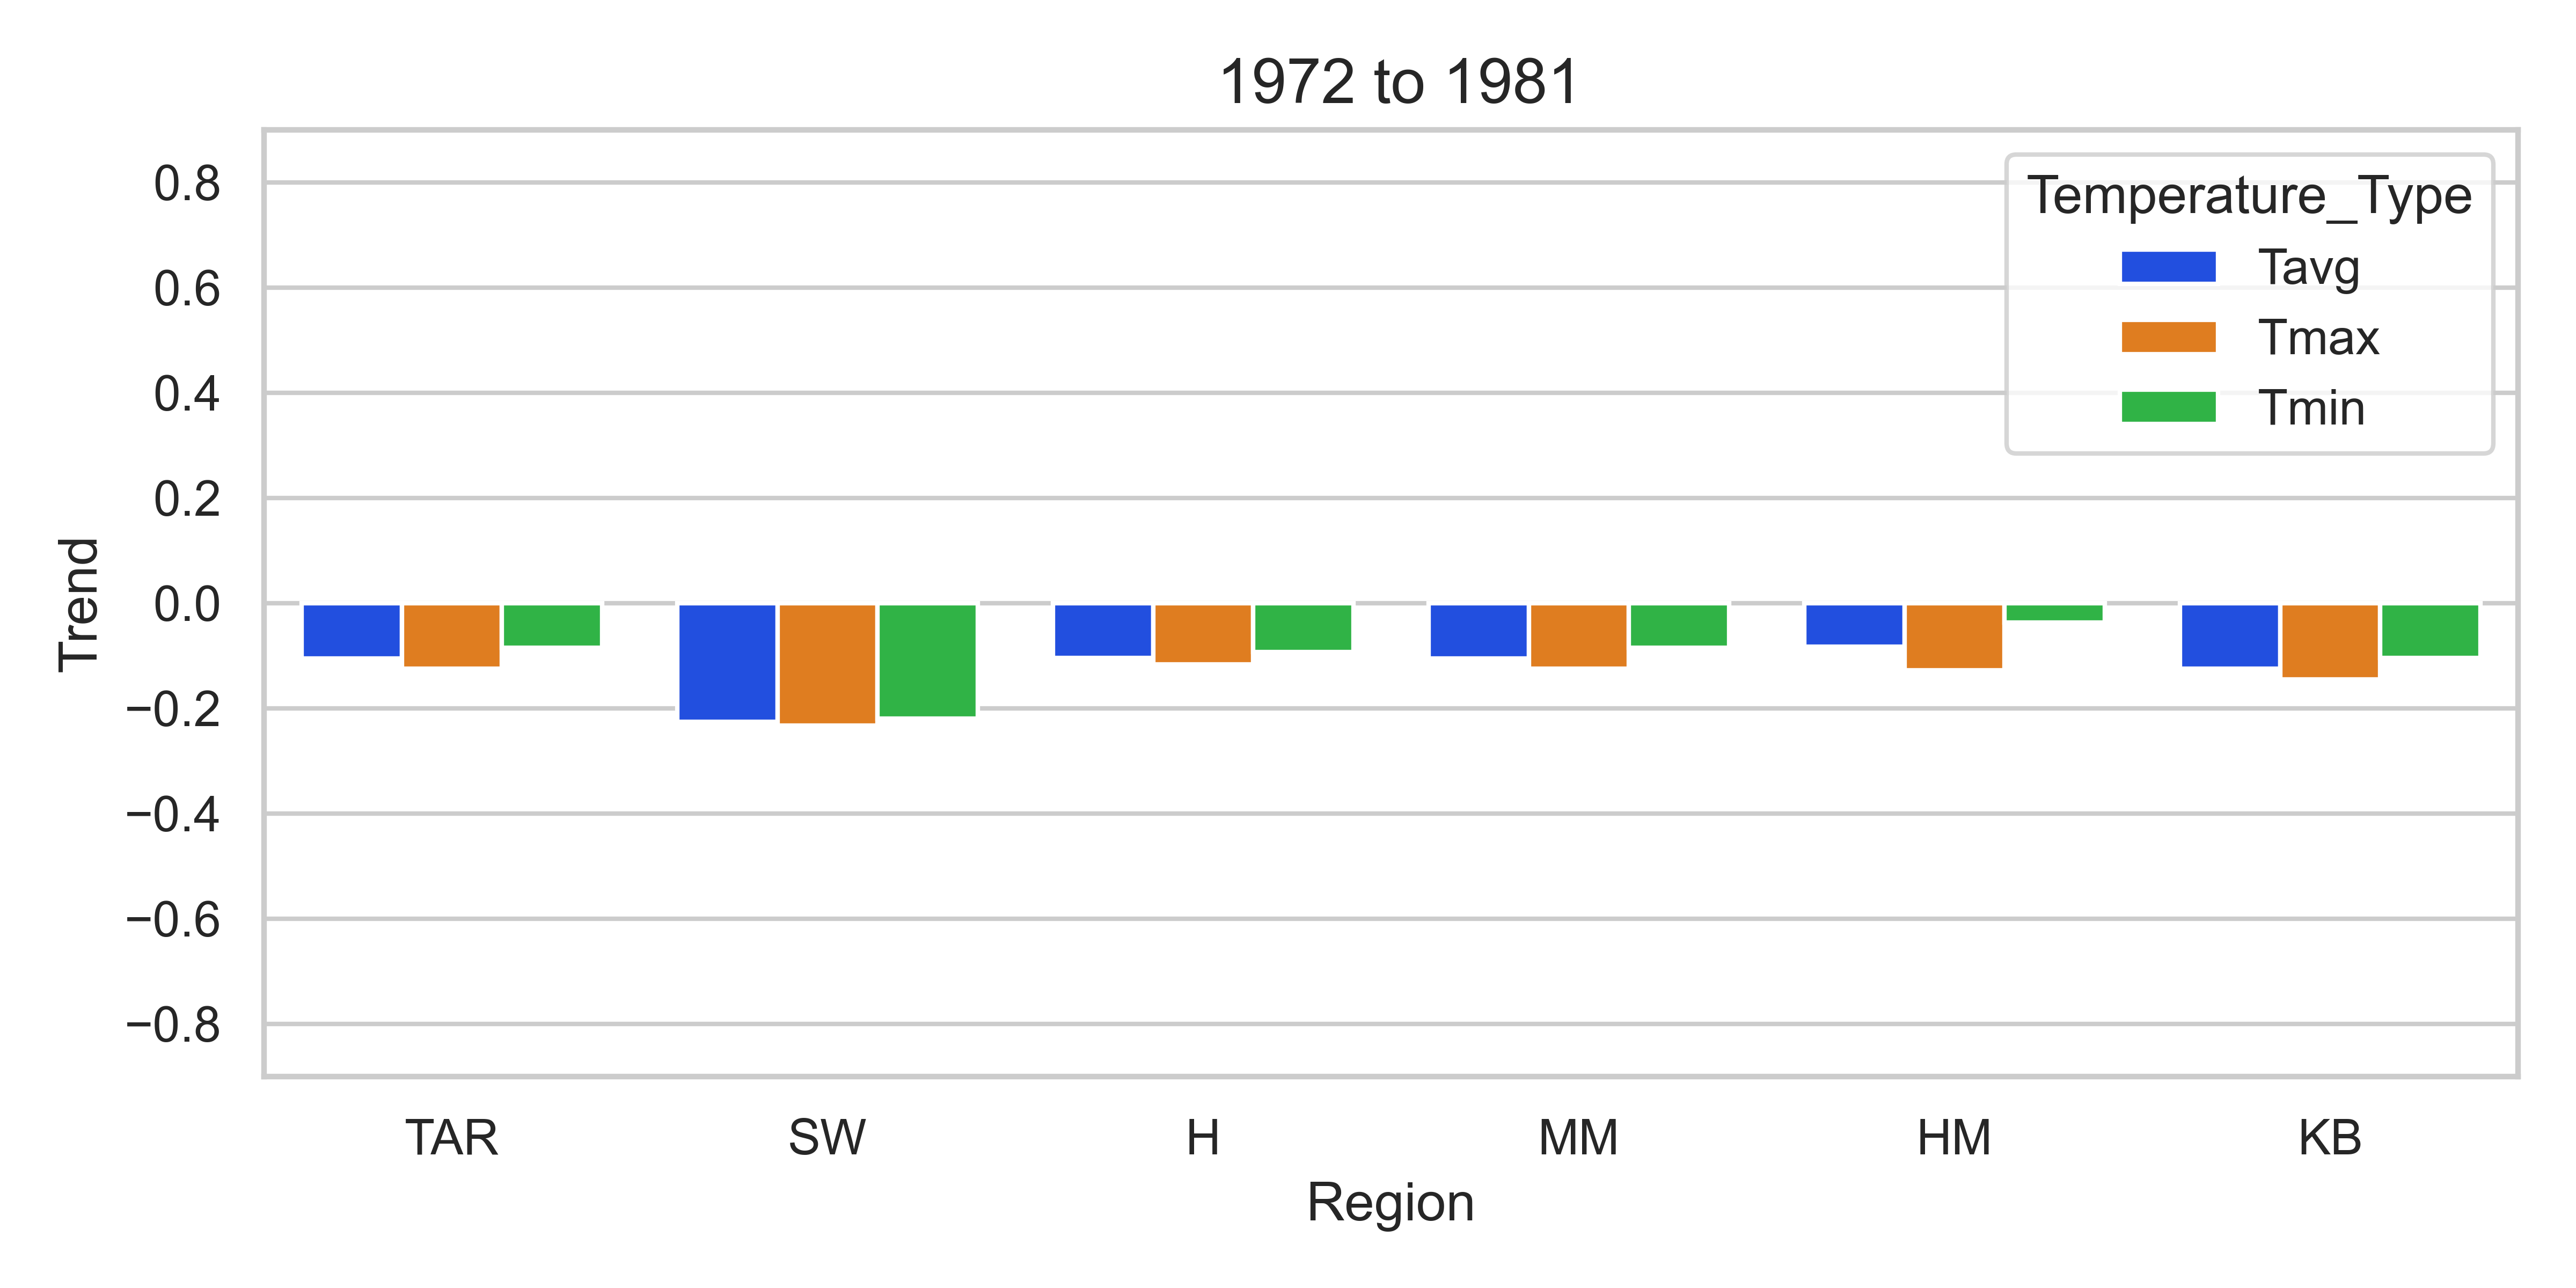 1972 to 1981
Temperature_Type
Tavg
Tmax
Tmin
Trend
0.8
0.6
0.4
0.2
0.0
−0.2
−0.4
−0.6
−0.8
TAR SW H MM HM KB
Region